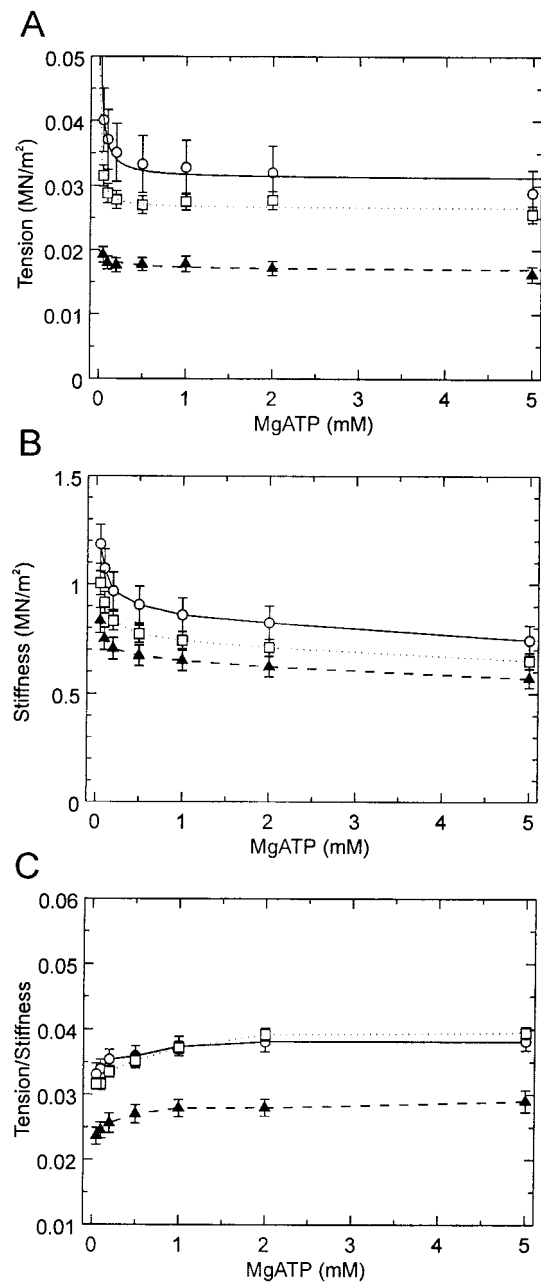 A
0.05
0.04
0.03
0.02
0.01
0
Tension (MN/m²)
0 1 2 3 4 5
MgATP (mM)
B
1.5
1
0.5
0
Stiffness (MN/m²)
0 1 2 3 4 5
MgATP (mM)
C
0.06
0.05
0.04
0.03
0.02
0.01
Tension/Stiffness
0 1 2 3 4 5
MgATP (mM)